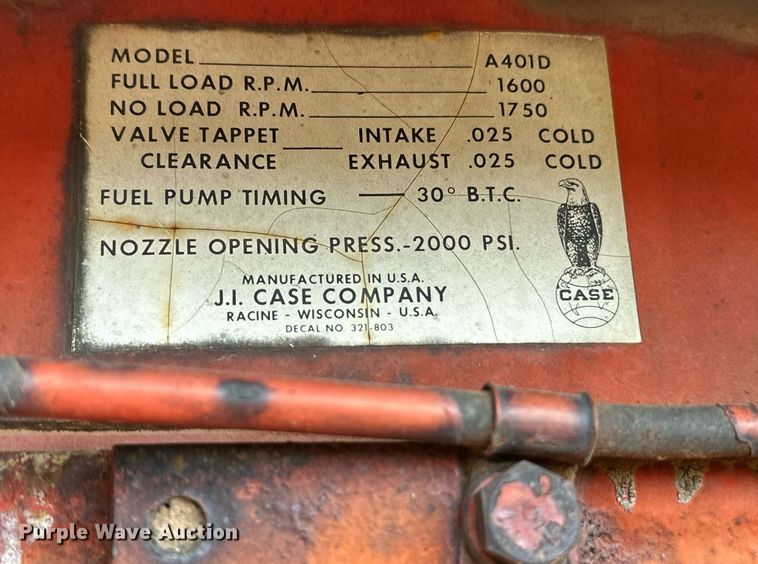 MODEL A401D
FULL LOAD R.P.M. 1600
NO LOAD R.P.M. 1750
VALVE TAPPET INTAKE .025 COLD
CLEARANCE EXHAUST .025 COLD
FUEL PUMP TIMING — 30° B.T.C.
NOZZLE OPENING PRESS.-2000 PSI.
MANUFACTURED IN U.S.A.
J.I. CASE COMPANY
RACINE - WISCONSIN - U.S.A.
DECAL NO. 321-803
CASE
Purple Wave Auction